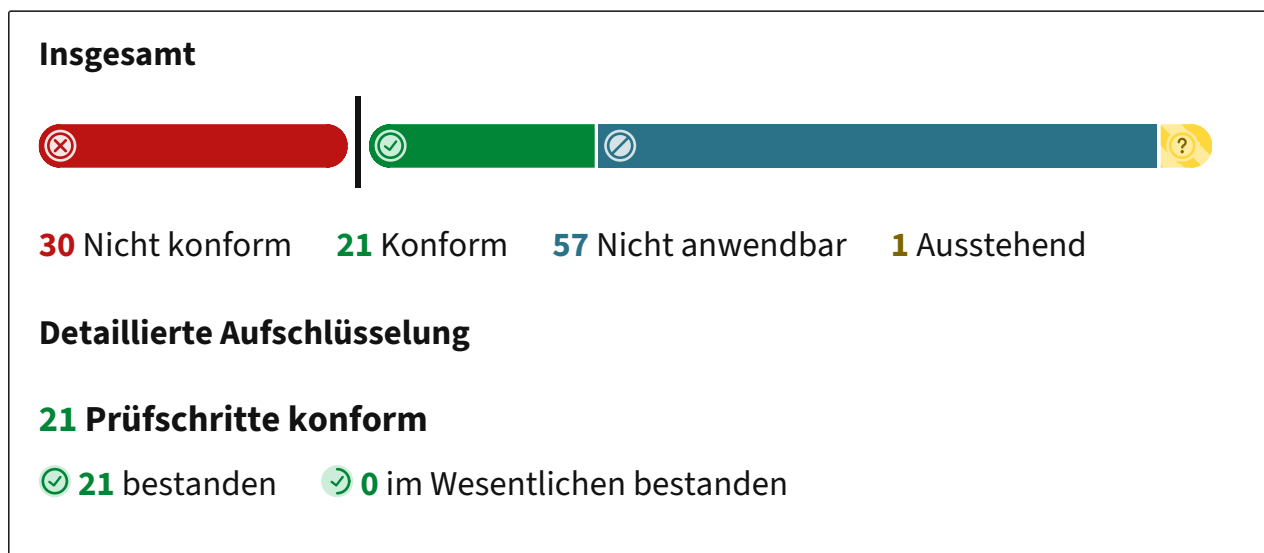 Insgesamt
?
30 Nicht konform 21 Konform 57 Nicht anwendbar 1 Ausstehend
Detaillierte Aufschlüsselung
21 Prüfschritte konform
21 bestanden 0 im Wesentlichen bestanden